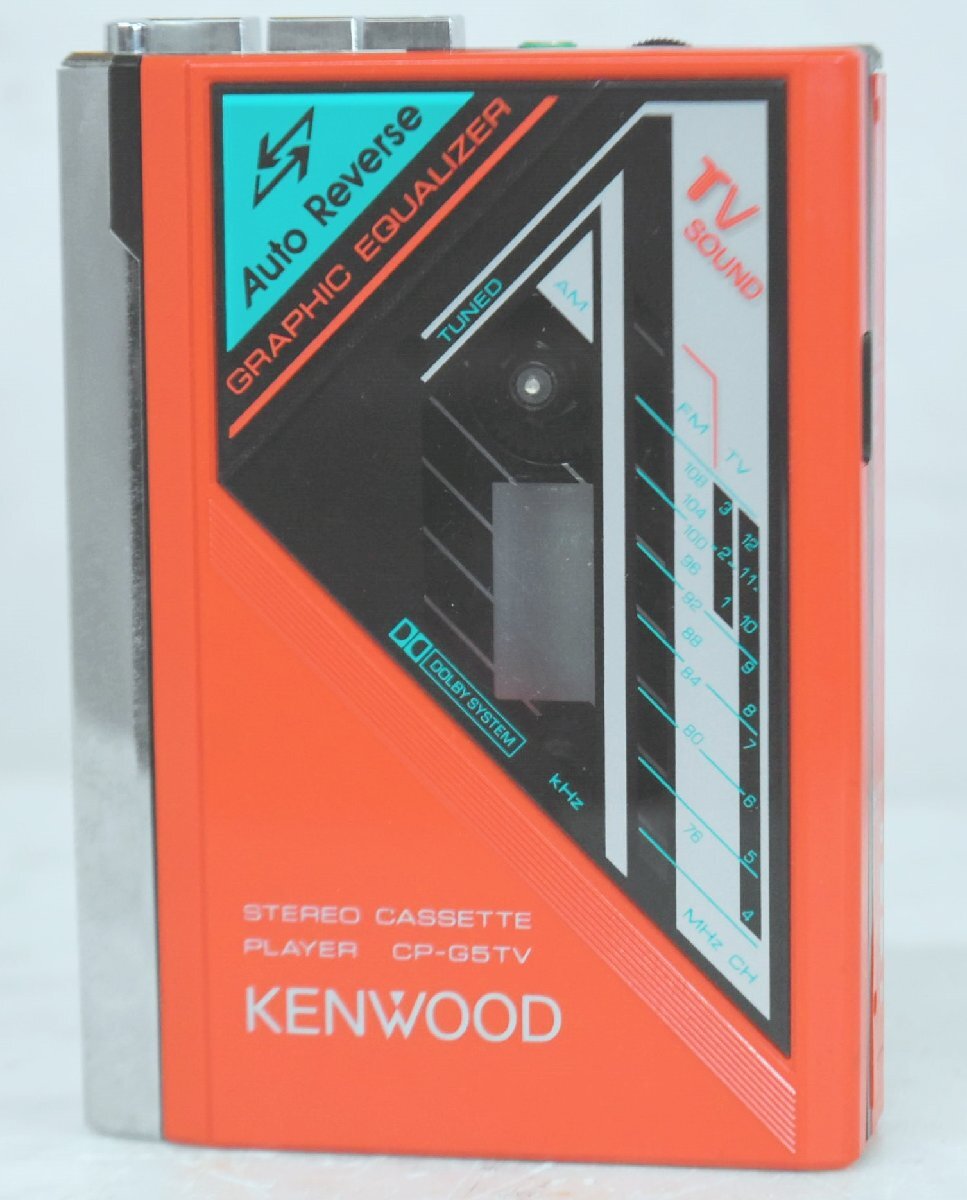 Auto Reverse
GRAPHIC EQUALIZER
TUNED
AM
TV
SOUND
FM
TV
108
104
100
96
92
88
84
80
76
3
2
1
12
11
10
9
8
7
6
5
4
MHz CH
kHz
DOLBY SYSTEM
STEREO CASSETTE
PLAYER CP-G5TV
KENWOOD